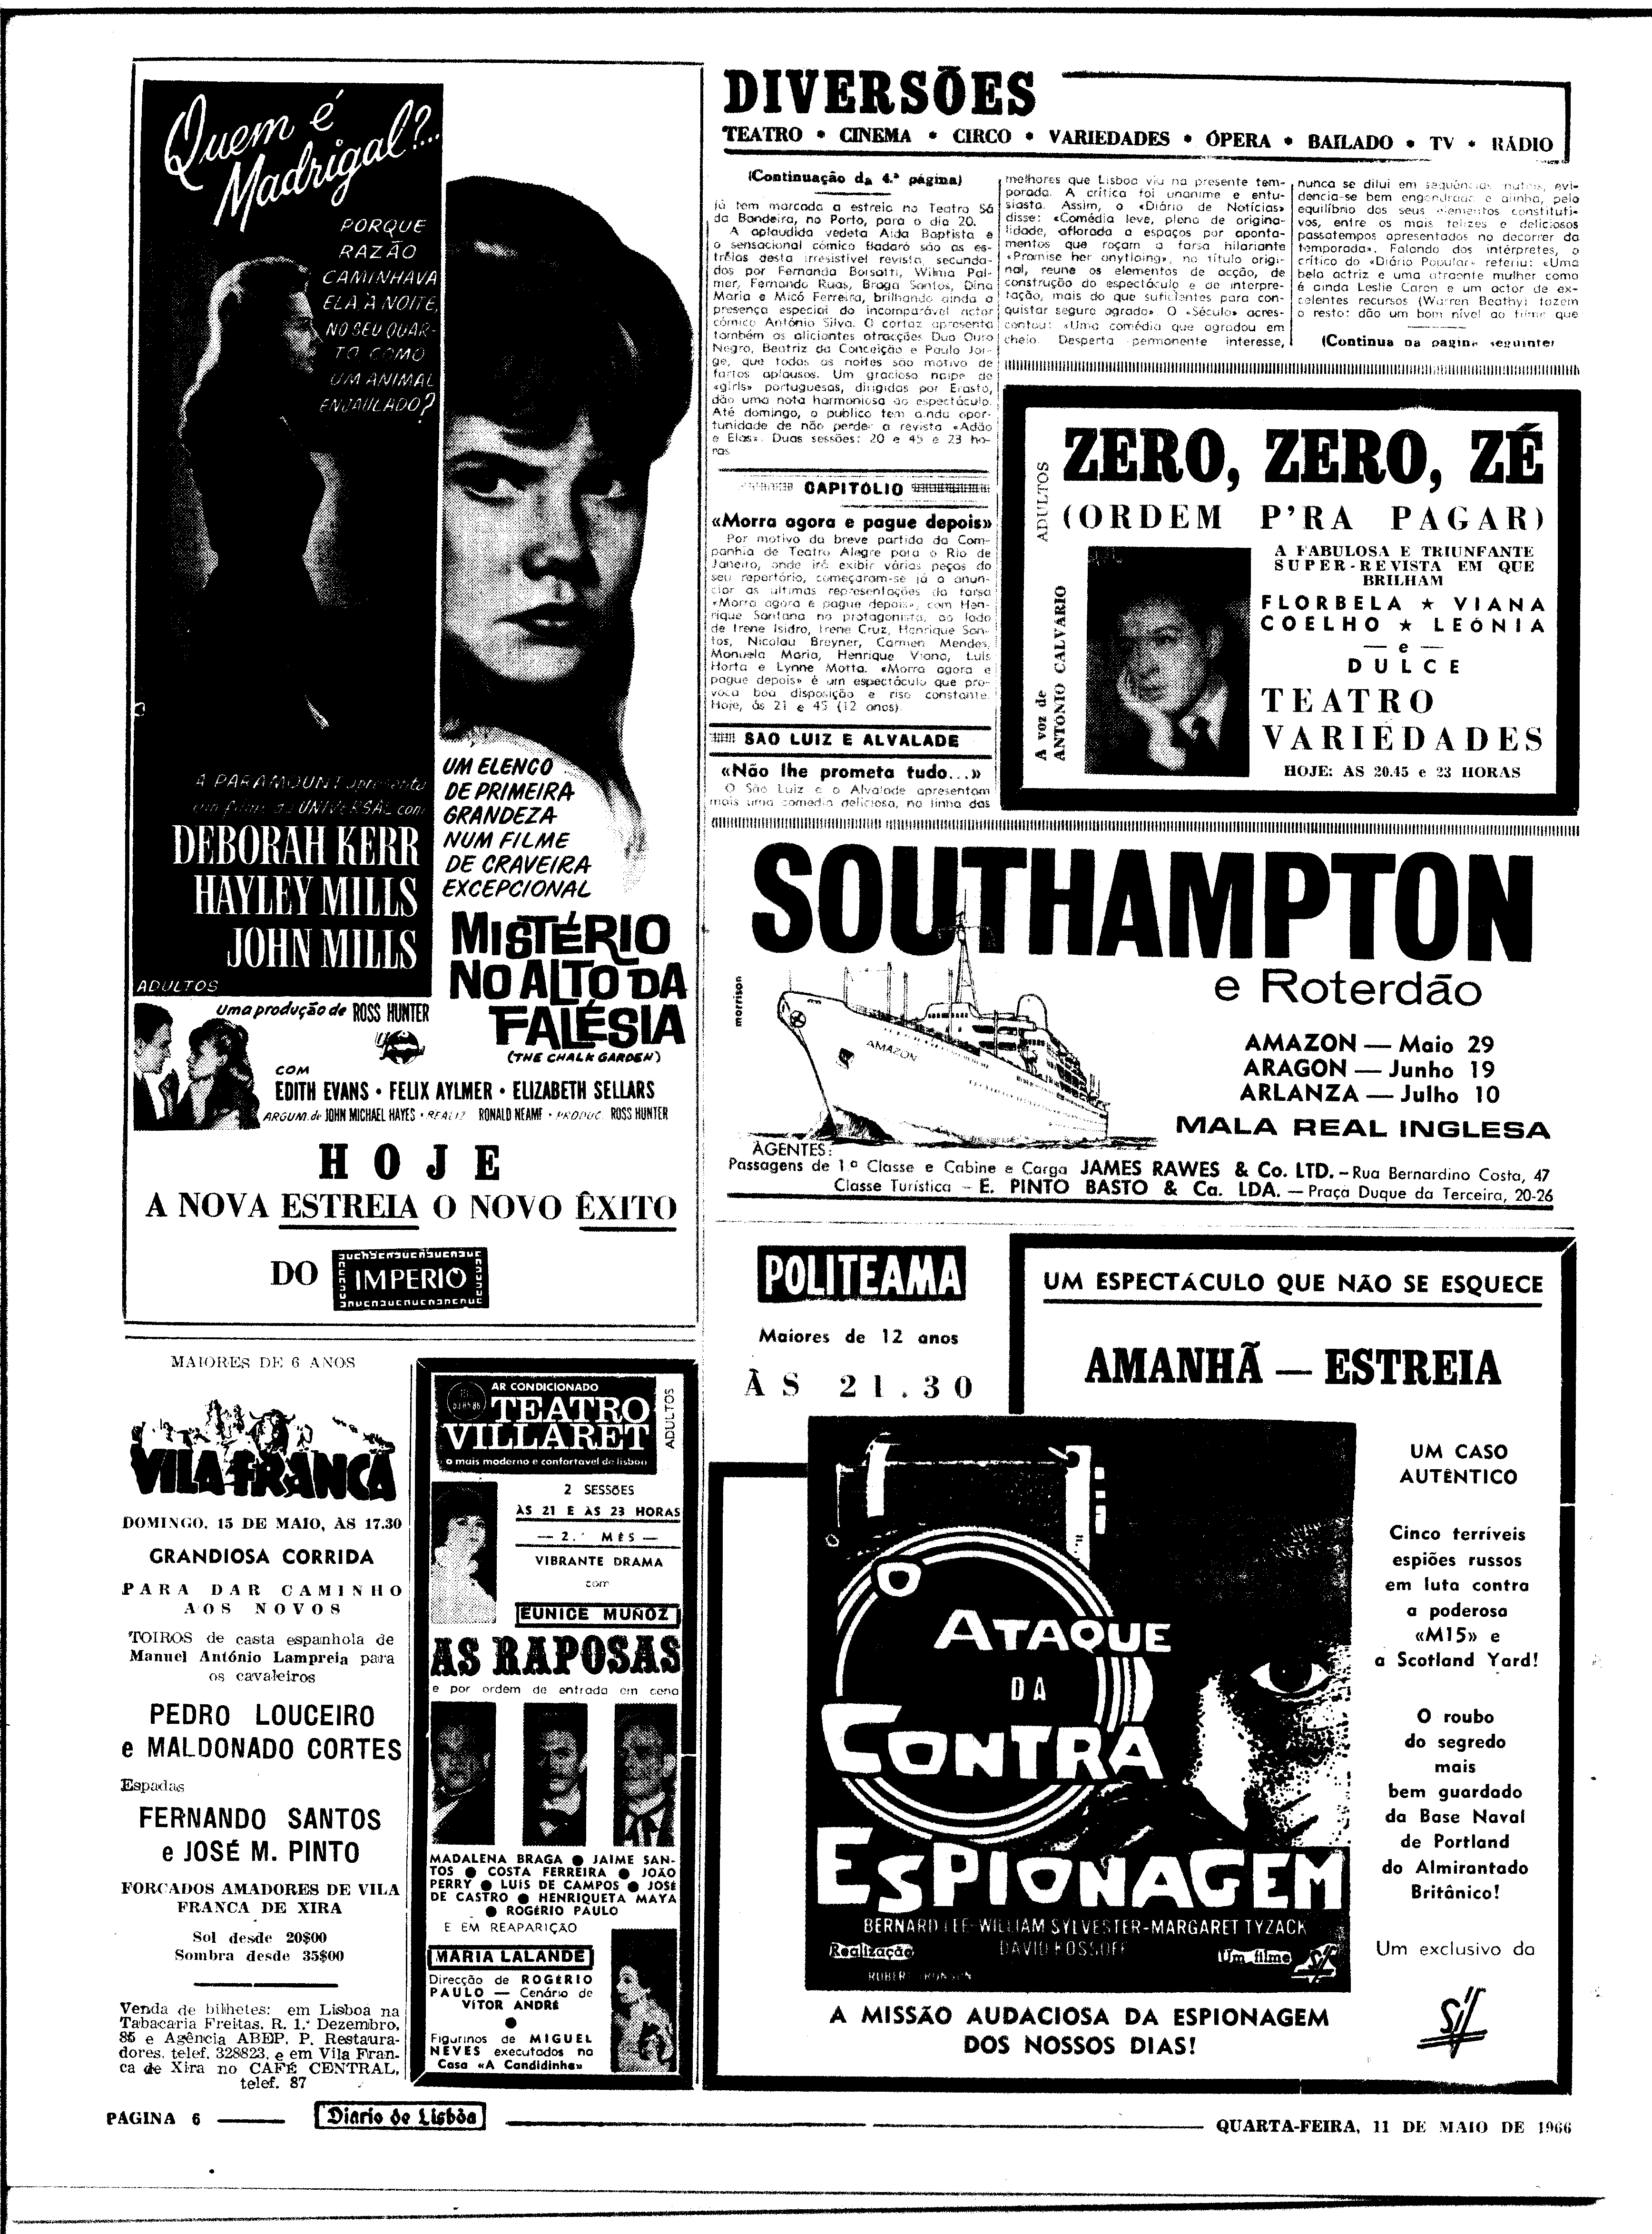 Quem é
Madrigal?...
PORQUE
RAZÃO
CAMINHAVA
ELA À NOITE,
NO SEU QUAR-
TO COMO
UM ANIMAL
ENJAULADO?
A PARAMOUNT apresenta
um filme da UNIVERSAL com
DEBORAH KERR
HAYLEY MILLS
JOHN MILLS
ADULTOS
UM ELENCO
DE PRIMEIRA
GRANDEZA
NUM FILME
DE CRAVEIRA
EXCEPCIONAL
MISTÉRIO
NO ALTO DA
FALÉSIA
(THE CHALK GARDEN)
Uma produção de ROSS HUNTER
COM
EDITH EVANS • FELIX AYLMER • ELIZABETH SELLARS
ARGUM. de JOHN MICHAEL HAYES • REALIZ. RONALD NEAME • PRODUC. ROSS HUNTER
HOJE
A NOVA ESTREIA O NOVO ÊXITO
DO IMPERIO
DIVERSÕES
TEATRO • CINEMA • CIRCO • VARIEDADES • ÓPERA • BAILADO • TV • RÁDIO
(Continuação da 4.ª página)
já tem marcada a estreia no Teatro Sá
da Bandeira, no Porto, para o dia 20.
A aplaudida vedeta Aida Baptista e
o sensacional cómico Badaró são as es-
trêlas desta irresistível revista, secunda-
dos por Fernanda Borsatti, Wilma Pal-
mer, Fernando Ruas, Braga Santos, Dina
Maria e Micó Ferreira, brilhando ainda a
presença especial do incomparável actor
cómico António Silva. O cartaz apresenta
também os aliciantes atracções Duo Ouro
Negro, Beatriz da Conceição e Paulo Jor-
ge, que todas as noites são motivo de
fartos aplausos. Um gracioso naipe de
«girls» portuguesas, dirigidas por Erasto,
dão uma nota harmoniosa ao espectáculo.
Até domingo, o publico tem ainda opor-
tunidade de não perder a revista «Adão
e Elas». Duas sessões: 20 e 45 e 23 ho-
ras
CAPITÓLIO
«Morra agora e pague depois»
Por motivo da breve partida da Com-
panhia de Teatro Alegre para o Rio de
Janeiro, onde irá exibir várias peças do
seu reportório, começaram-se já a anun-
ciar as ultimas representações da farsa
«Morra agora e pague depois», com Hen-
rique Santana no protagonista, ao lado
de Irene Isidro, Irene Cruz, Henrique San-
tos, Nicolau Breyner, Carmen Mendes,
Manuela Maria, Henrique Viana, Luís
Horta e Lynne Motta. «Morra agora e
pague depois» é um espectáculo que pro-
voca boa disposição e riso constante.
Hoje, às 21 e 45 (12 anos).
SAO LUIZ E ALVALADE
«Não lhe prometa tudo...»
O São Luiz e o Alvalade apresentam
mais uma comédia deliciosa, na linha das
melhores que Lisboa viu na presente tem-
porada. A crítica foi unanime e entu-
siasta. Assim, o «Diário de Notícias»
disse: «Comédia leve, plena de origina-
lidade, aflorada a espaços por aponta-
mentos que roçam a farsa hilariante
«Promise her anything», no título origi-
nal, reune os elementos de acção, de
construção do espectáculo e de interpre-
tação, mais do que suficientes para con-
quistar seguro agrado». O «Século» acres-
centou: «Uma comédia que agradou em
cheio. Desperta permanente interesse,
nunca se dilui em sequências nuteis, evi-
dencia-se bem engendrada e alinha, pelo
equilíbrio dos seus elementos constituti-
vos, entre os mais felizes e deliciosos
passatempos apresentados no decorrer da
temporada». Falando dos intérpretes, o
crítico do «Diário Popular» referiu: «Uma
bela actriz e uma atraente mulher como
é ainda Leslie Caron e um actor de ex-
celentes recursos (Warren Beathy) fazem
o resto: dão um bom nível ao filme que
(Continua na pagina seguinte)
ADULTOS
ZERO, ZERO, ZÉ
(ORDEM P'RA PAGAR)
A voz de
ANTÓNIO CALVÁRIO
A FABULOSA E TRIUNFANTE
SUPER-REVISTA EM QUE
BRILHAM
FLORBELA ★ VIANA
COELHO ★ LEÓNIA
— e —
DULCE
TEATRO
VARIEDADES
HOJE: AS 20.45 e 23 HORAS
SOUTHAMPTON
e Roterdão
morrison
AMAZON
AMAZON — Maio 29
ARAGON — Junho 19
ARLANZA — Julho 10
MALA REAL INGLESA
AGENTES:
Passagens de 1.ª Classe e Cabine e Carga JAMES RAWES & Co. LTD. – Rua Bernardino Costa, 47
Classe Turística – E. PINTO BASTO & Ca. LDA. – Praça Duque da Terceira, 20-26
MAIORES DE 6 ANOS
VILA FRANCA
DOMINGO, 15 DE MAIO, AS 17.30
GRANDIOSA CORRIDA
PARA DAR CAMINHO
AOS NOVOS
TOIROS de casta espanhola de
Manuel António Lampreia para
os cavaleiros
PEDRO LOUCEIRO
e MALDONADO CORTES
Espadas
FERNANDO SANTOS
e JOSÉ M. PINTO
FORCADOS AMADORES DE VILA
FRANCA DE XIRA
Sol desde 20$00
Sombra desde 35$00
Venda de bilhetes: em Lisboa na
Tabacaria Freitas, R. 1.º Dezembro,
85 e Agência ABEP, P. Restaura-
dores, telef. 328823, e em Vila Fran-
ca de Xira no CAFÉ CENTRAL,
telef. 87
AR CONDICIONADO
TEATRO
VILLARET
o mais moderno e confortavel de lisboa
ADULTOS
2 SESSÕES
ÀS 21 E ÀS 23 HORAS
— 2.º MÊS —
VIBRANTE DRAMA
com
EUNICE MUÑOZ
AS RAPOSAS
e por ordem de entrada em cena
MADALENA BRAGA ● JAIME SAN-
TOS ● COSTA FERREIRA ● JOÃO
PERRY ● LUIS DE CAMPOS ● JOSÉ
DE CASTRO ● HENRIQUETA MAYA
● ROGÉRIO PAULO
E EM REAPARIÇÃO
MARIA LALANDE
Direcção de ROGÉRIO
PAULO — Cenário de
VITOR ANDRÉ
●
Figurinos de MIGUEL
NEVES executados na
Casa «A Candidinha»
POLITEAMA
Maiores de 12 anos
ÀS 21.30
UM ESPECTÁCULO QUE NÃO SE ESQUECE
AMANHÃ — ESTREIA
O
ATAQUE
DA
CONTRA
ESPIONAGEM
BERNARD LEE-WILLIAM SYLVESTER-MARGARET TYZACK
DAVID KOSSOFF
Realização
Um filme Sif
UM CASO
AUTÊNTICO
Cinco terríveis
espiões russos
em luta contra
a poderosa
«M15» e
a Scotland Yard!
O roubo
do segredo
mais
bem guardado
da Base Naval
de Portland
do Almirantado
Britânico!
Um exclusivo da
Sif
A MISSÃO AUDACIOSA DA ESPIONAGEM
DOS NOSSOS DIAS!
PAGINA 6
Diario de Lisbôa
QUARTA-FEIRA, 11 DE MAIO DE 1966